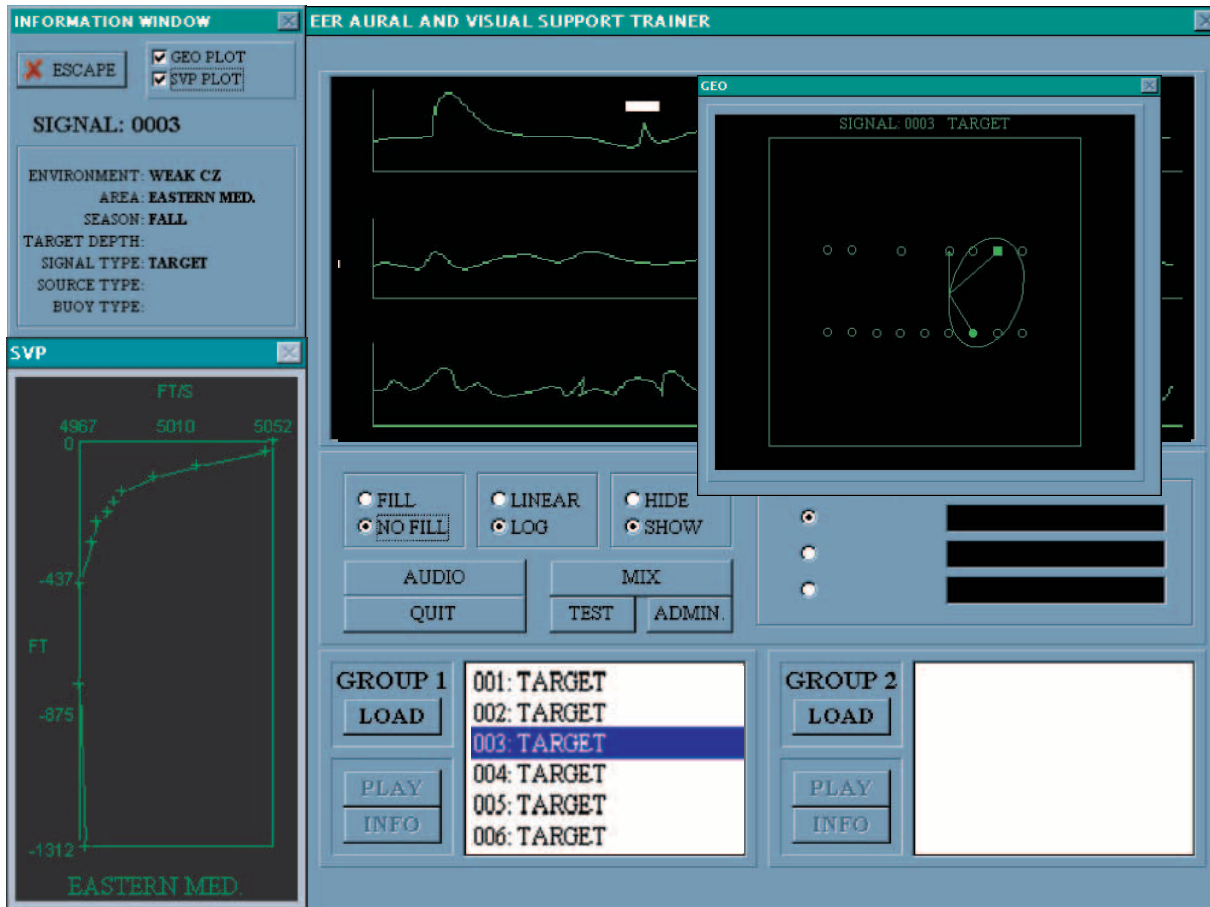 INFORMATION WINDOW
ESCAPE
GEO PLOT
SVP PLOT
SIGNAL: 0003
ENVIRONMENT: WEAK CZ
AREA: EASTERN MED.
SEASON: FALL
TARGET DEPTH:
SIGNAL TYPE: TARGET
SOURCE TYPE:
BUOY TYPE:
SVP
FT/S
4967 5010 5052
0
-437
FT
-875
-1312
EASTERN MED.
EER AURAL AND VISUAL SUPPORT TRAINER
GEO
SIGNAL: 0003 TARGET
FILL
NO FILL
LINEAR
LOG
HIDE
SHOW
AUDIO
QUIT
MIX
TEST
ADMIN.
GROUP 1
LOAD
PLAY
INFO
001: TARGET
002: TARGET
003: TARGET
004: TARGET
005: TARGET
006: TARGET
GROUP 2
LOAD
PLAY
INFO